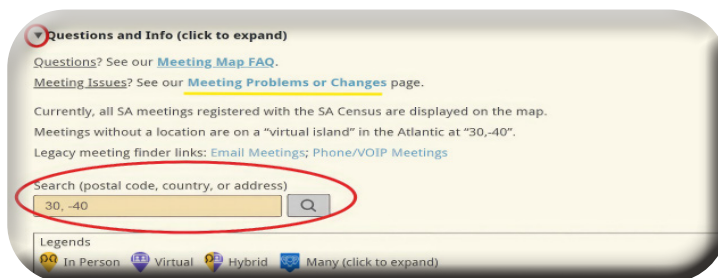 Questions and Info (click to expand)
Questions? See our Meeting Map FAQ.
Meeting Issues? See our Meeting Problems or Changes page.
Currently, all SA meetings registered with the SA Census are displayed on the map.
Meetings without a location are on a “virtual island” in the Atlantic at “30,-40”.
Legacy meeting finder links: Email Meetings; Phone/VOIP Meetings
Search (postal code, country, or address)
30, -40
Legends
In Person Virtual Hybrid Many (click to expand)